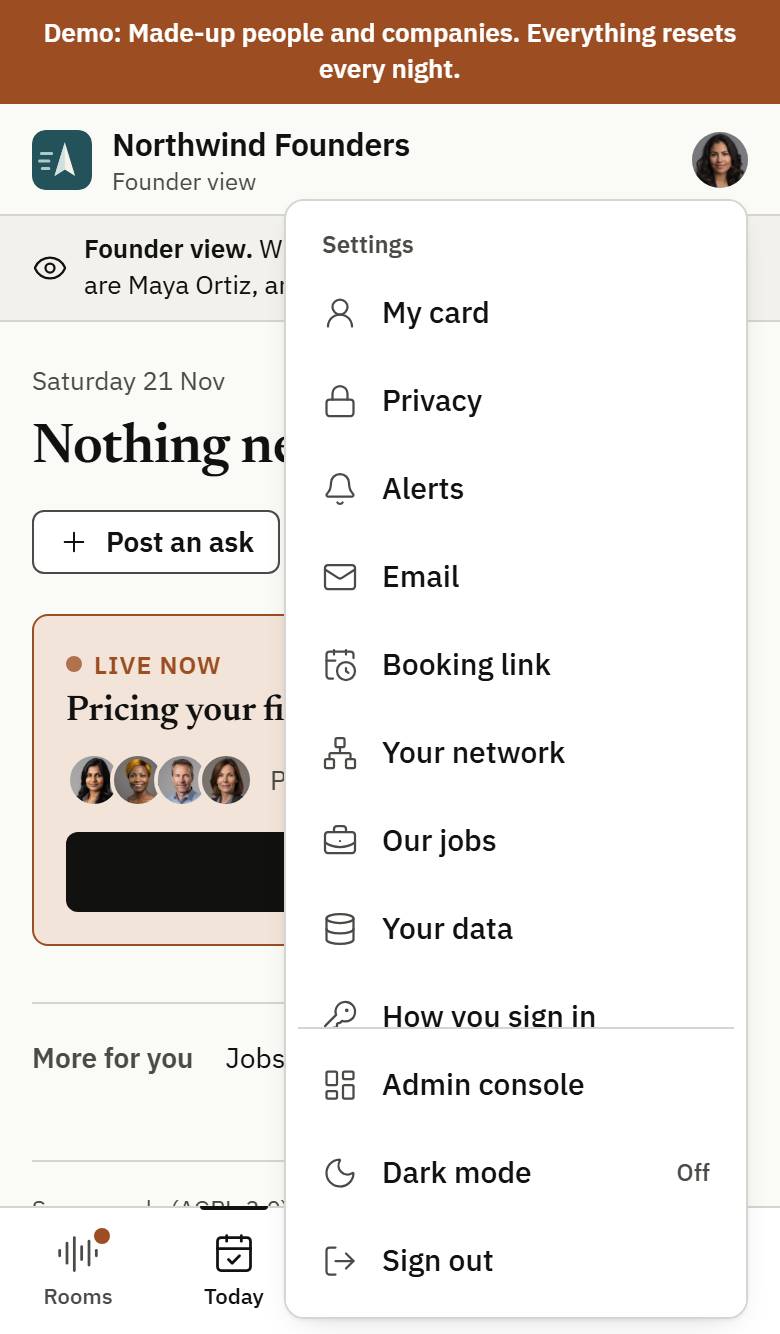 Demo: Made-up people and companies. Everything resets
every night.
Northwind Founders
Founder view
Founder view. W
are Maya Ortiz, ar
Settings
My card
Privacy
Alerts
Email
Booking link
Your network
Our jobs
Your data
How you sign in
Admin console
Dark mode Off
Sign out
Saturday 21 Nov
Nothing ne
Post an ask
LIVE NOW
Pricing your fi
P
More for you Jobs
Rooms
Today